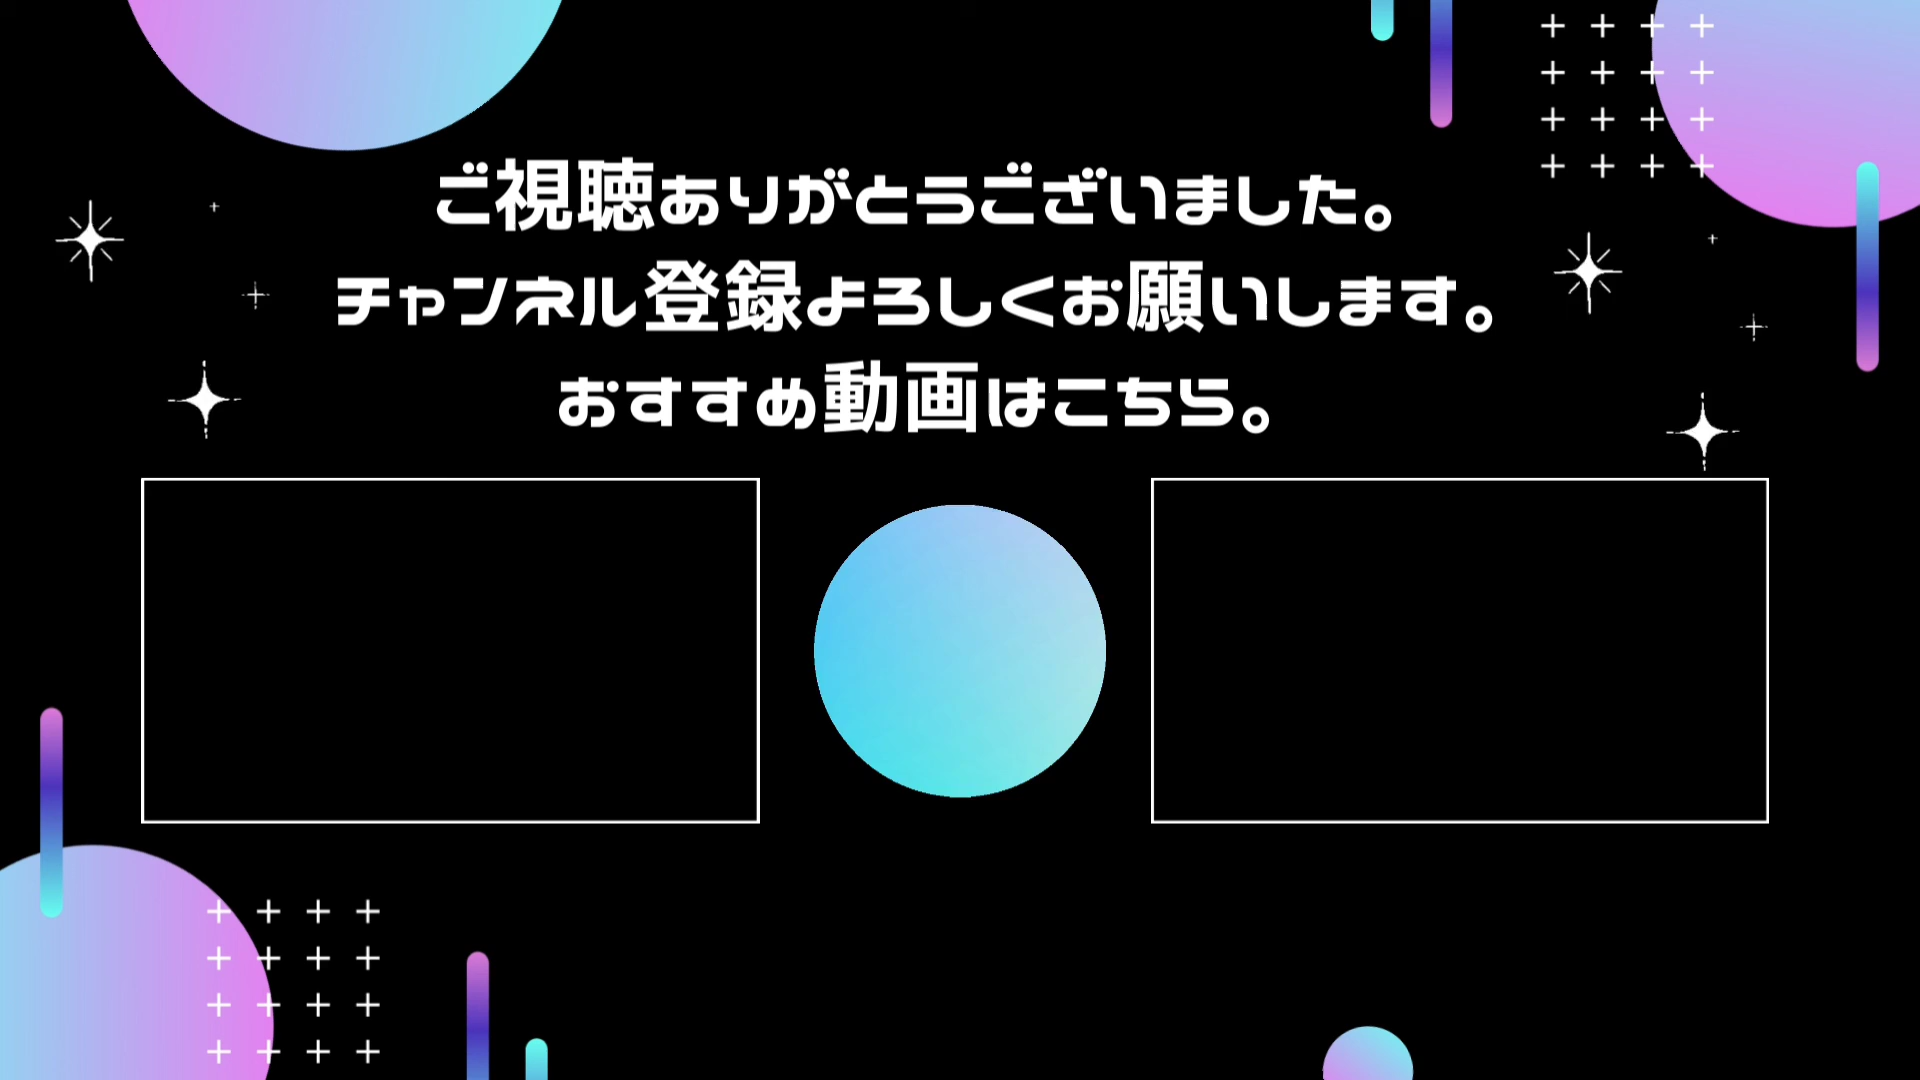 ご視聴ありがとうございました。
チャンネル登録よろしくお願いします。
おすすめ動画はこちら。